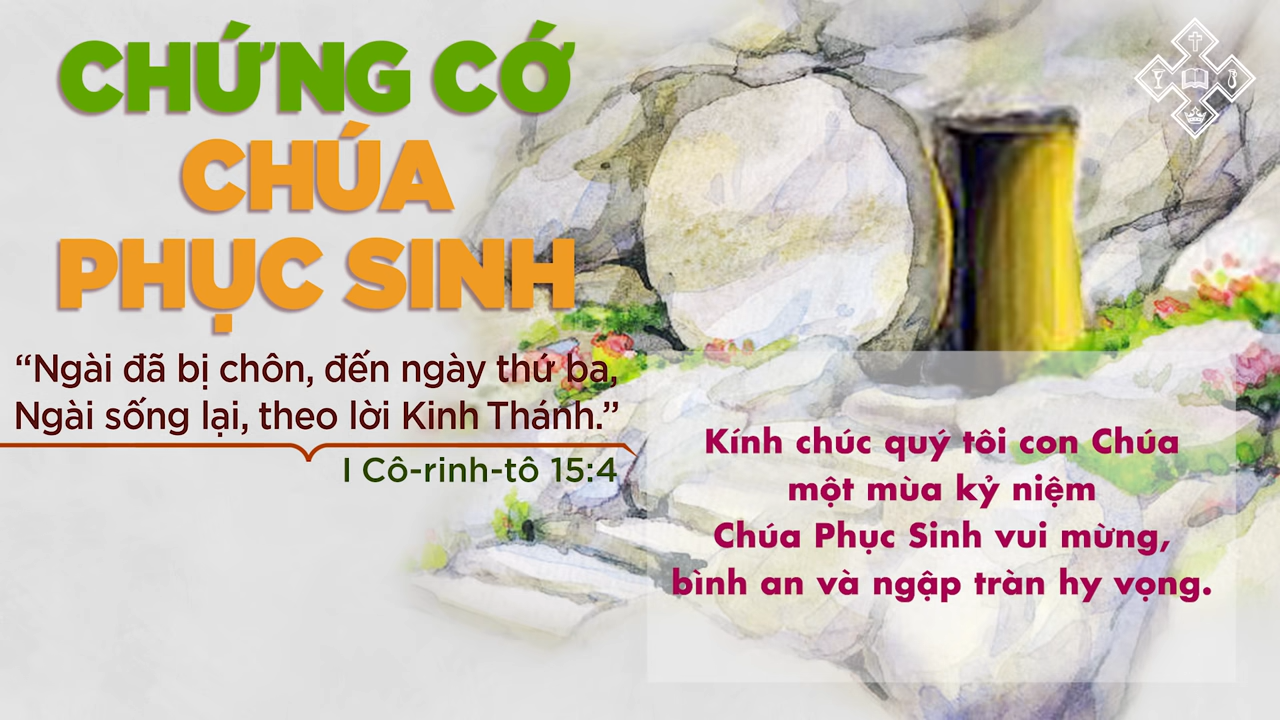 CHỨNG CỚ
CHÚA
PHỤC SINH
“Ngài đã bị chôn, đến ngày thứ ba,
Ngài sống lại, theo lời Kinh Thánh.”
I Cô-rinh-tô 15:4
Kính chúc quý tôi con Chúa
một mùa kỷ niệm
Chúa Phục Sinh vui mừng,
bình an và ngập tràn hy vọng.